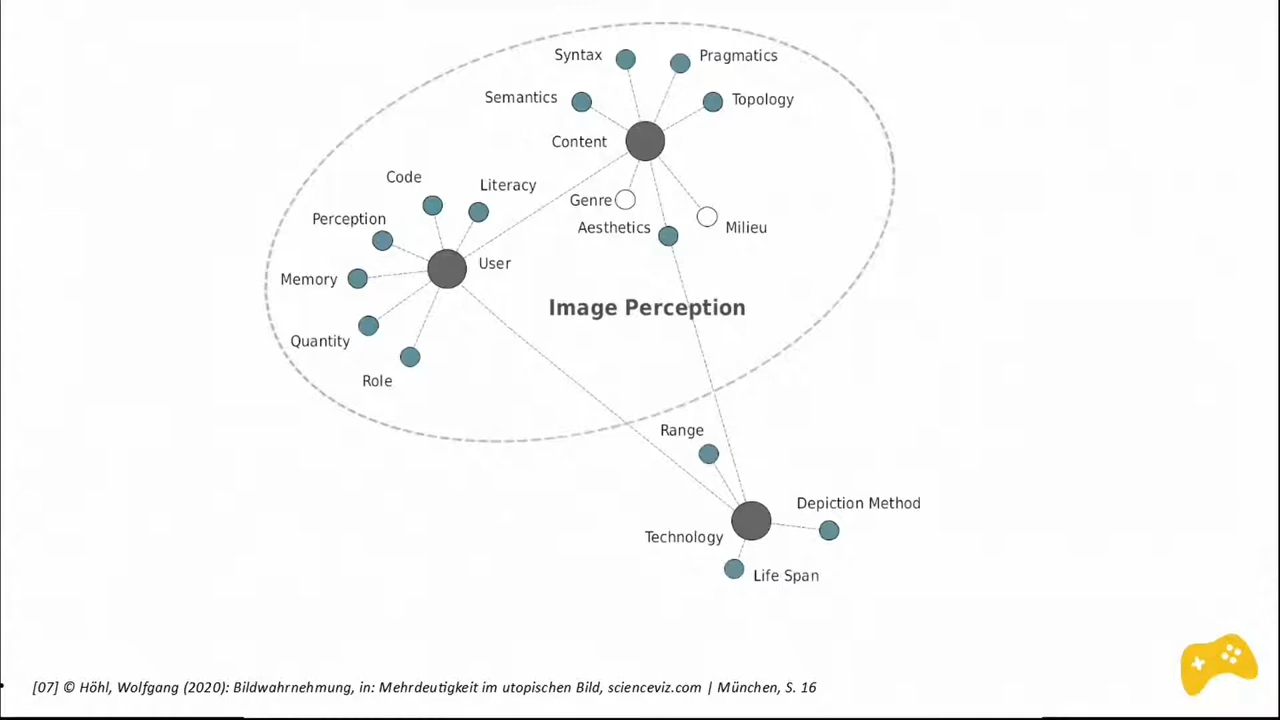 Syntax
Pragmatics
Semantics
Topology
Content
Code
Literacy
Genre
Perception
Aesthetics
Milieu
User
Memory
Image Perception
Quantity
Role
Range
Depiction Method
Technology
Life Span
[07] © Höhl, Wolfgang (2020): Bildwahrnehmung, in: Mehrdeutigkeit im utopischen Bild, scienceviz.com | München, S. 16